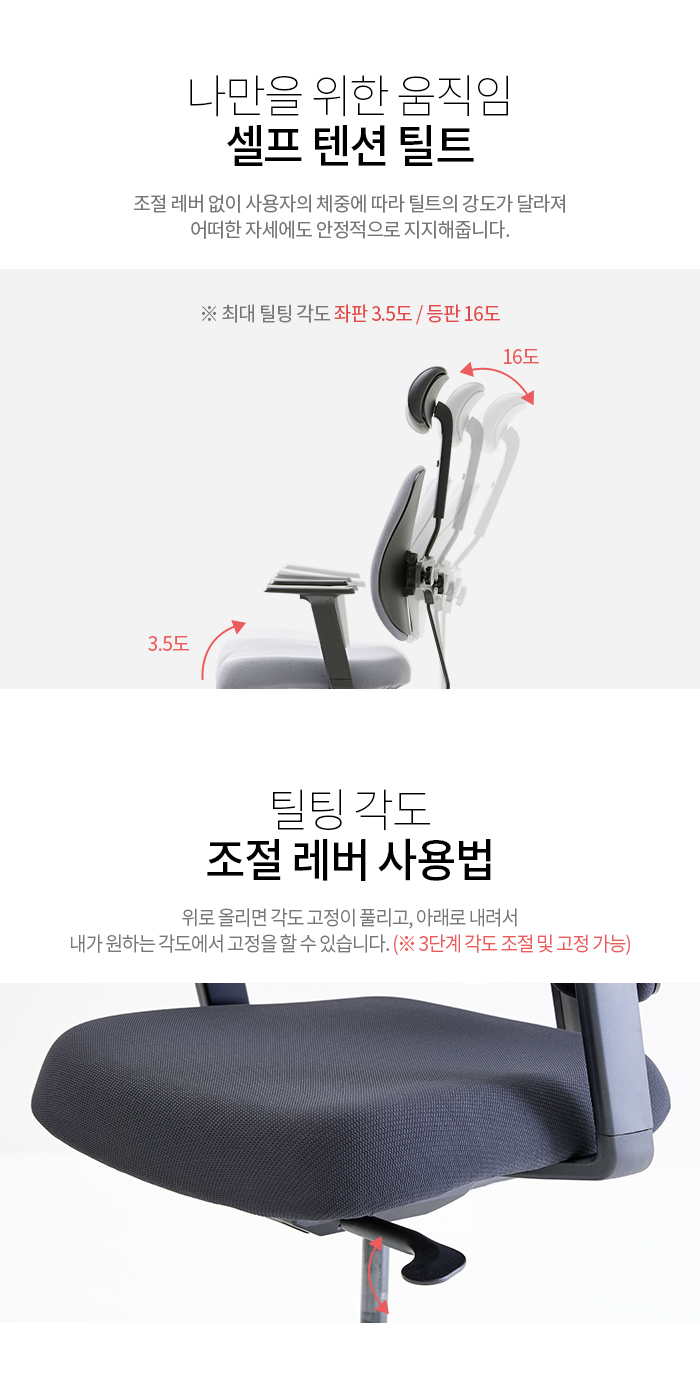 나만을 위한 움직임
셀프 텐션 틸트
조절 레버 없이 사용자의 체중에 따라 틸트의 강도가 달라져
어떠한 자세에도 안정적으로 지지해줍니다.
※ 최대 틸팅 각도 좌판 3.5도 / 등판 16도
16도
3.5도
틸팅 각도
조절 레버 사용법
위로 올리면 각도 고정이 풀리고, 아래로 내려서
내가 원하는 각도에서 고정을 할 수 있습니다. (※ 3단계 각도 조절 및 고정 가능)